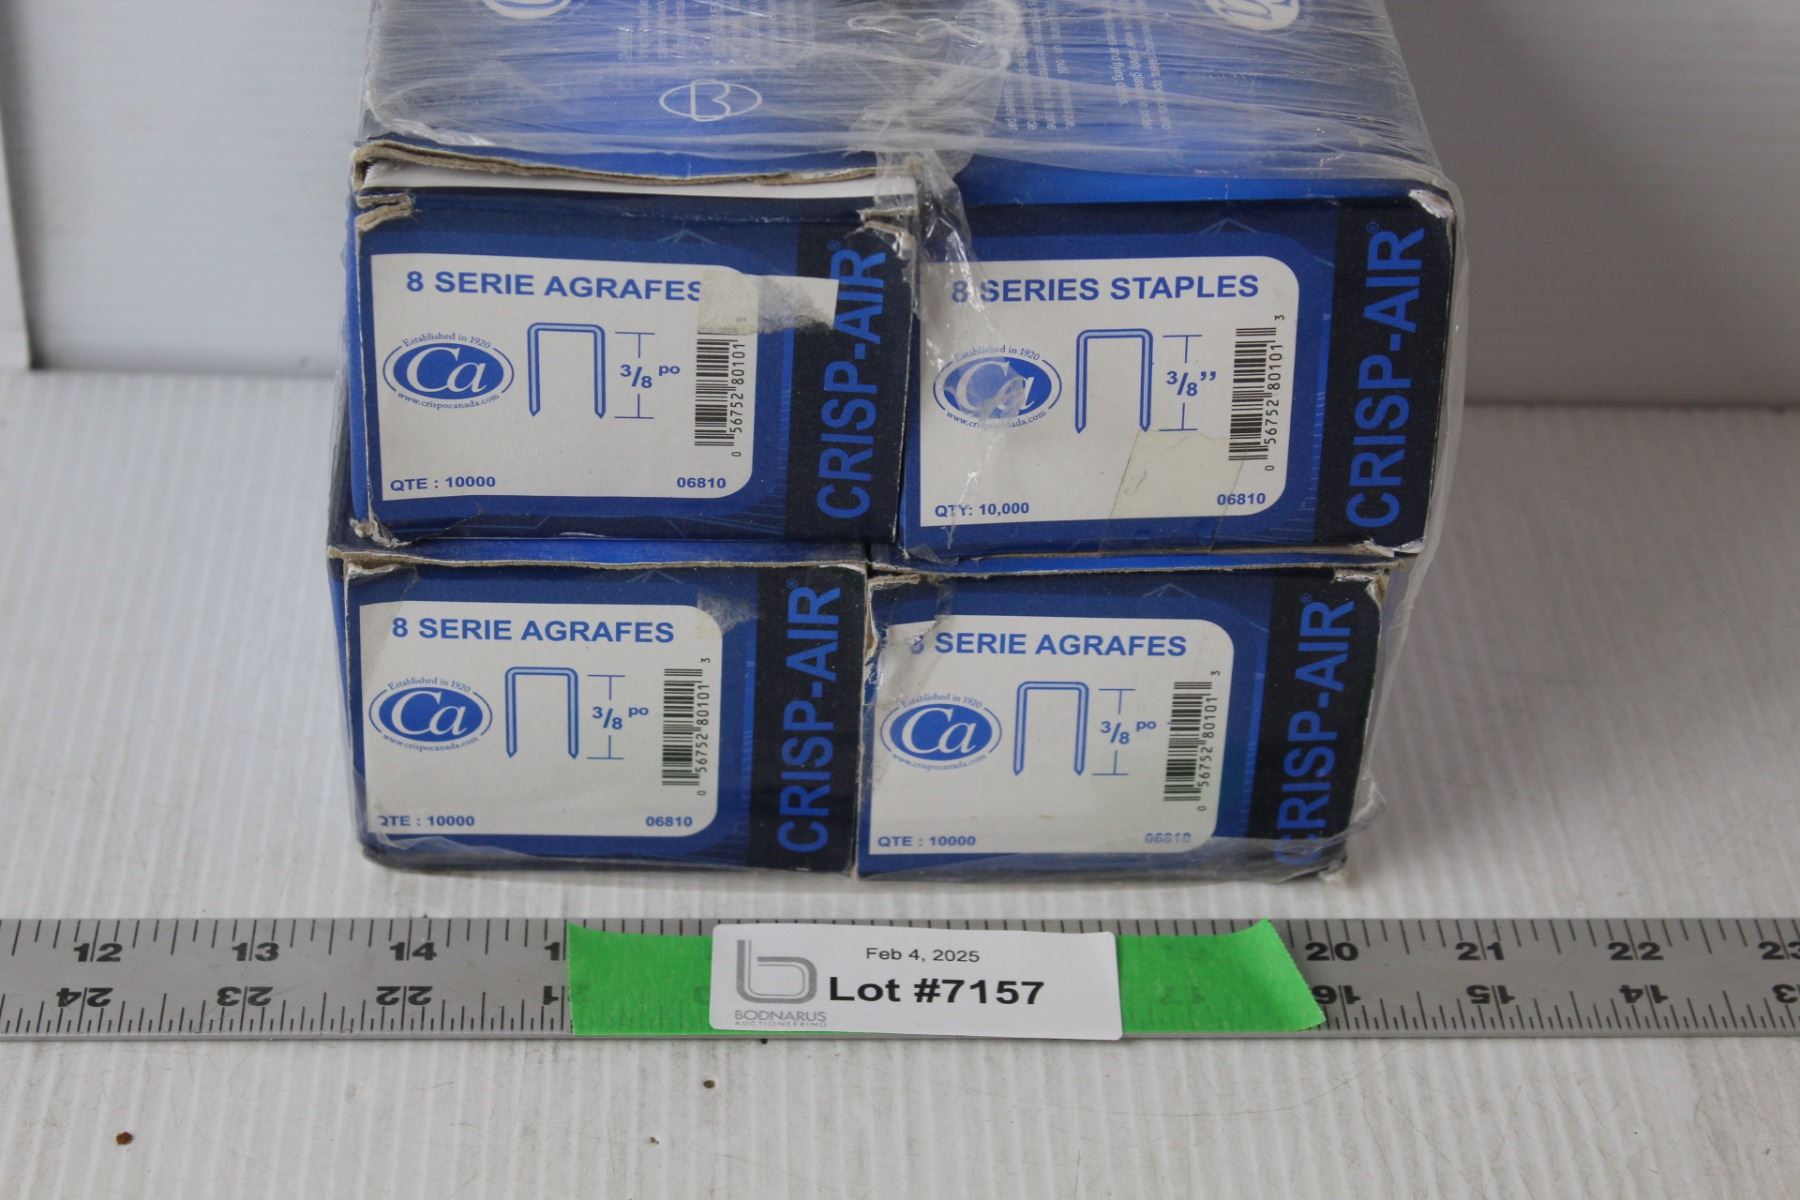 8 SERIE AGRAFES
Established in 1920
Ca
www.crispocanada.com
3/8 po
0 56752 80101
QTE : 10000
06810
CRISP-AIR®
8 SERIES STAPLES
Established in 1920
Ca
3/8’’
0 56752 80101 3
QTY: 10,000
06810
CRISP-AIR®
8 SERIE AGRAFES
Established in 1920
Ca
www.crispocanada.com
3/8 po
0 56752 80101 3
QTE : 10000
06810
CRISP-AIR®
8 SERIE AGRAFES
Established in 1920
Ca
www.crispocanada.com
3/8 po
0 56752 80101 3
QTE : 10000
06810
CRISP-AIR®
12 13 14 20 21 22 23
24 23 22 17 16 15 14
Feb 4, 2025
Lot #7157
BODNARUS
AUCTIONEERING